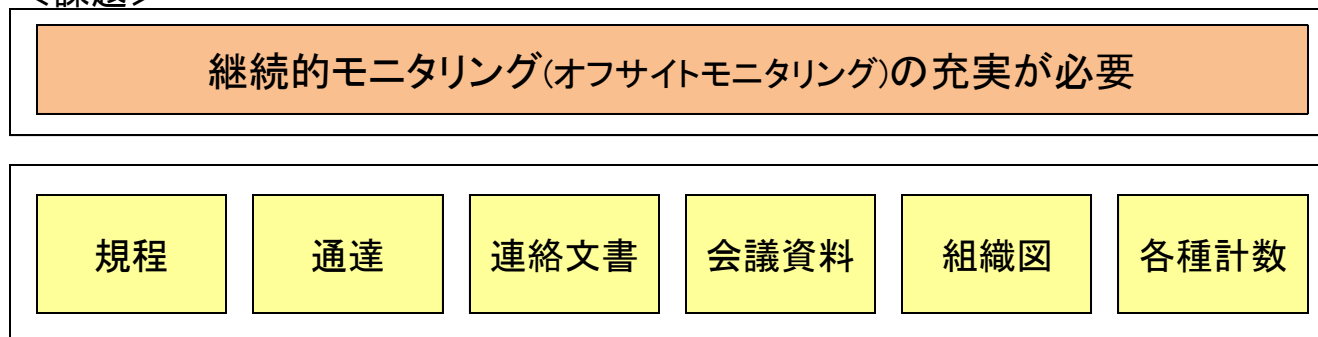 <課題>
継続的モニタリング(オフサイトモニタリング)の充実が必要
規程
通達
連絡文書
会議資料
組織図
各種計数